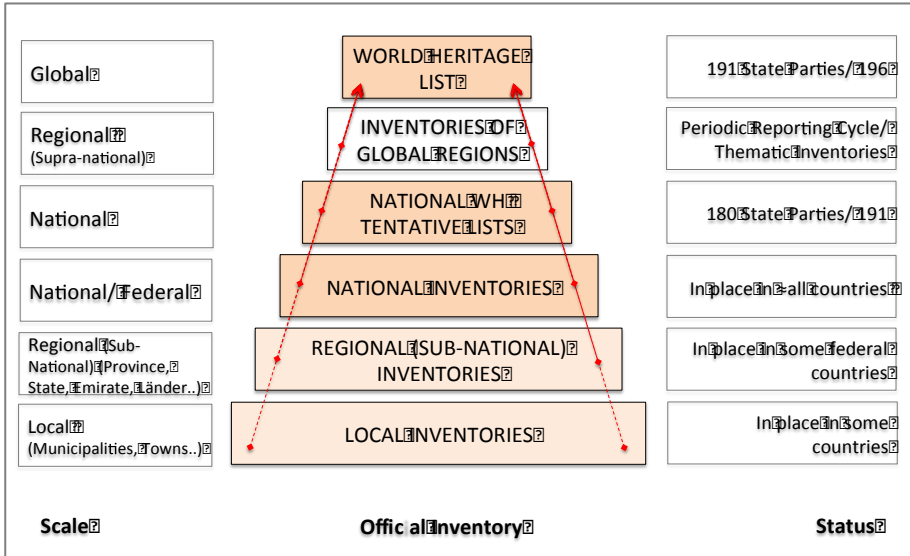 Global
WORLD HERITAGE
LIST
191 State Parties/ 196
Regional
(Supra-national)
INVENTORIES OF
GLOBAL REGIONS
Periodic Reporting Cycle/
Thematic Inventories
National
NATIONAL WH
TENTATIVE LISTS
180 State Parties/ 191
National/ Federal
NATIONAL INVENTORIES
In place in ≈all countries
Regional (Sub-
National) (Province,
State, Emirate, Länder..)
REGIONAL (SUB-NATIONAL)
INVENTORIES
In place in some federal
countries
Local
(Municipalities, Towns..)
LOCAL INVENTORIES
In place in some
countries
Scale
Official Inventory
Status